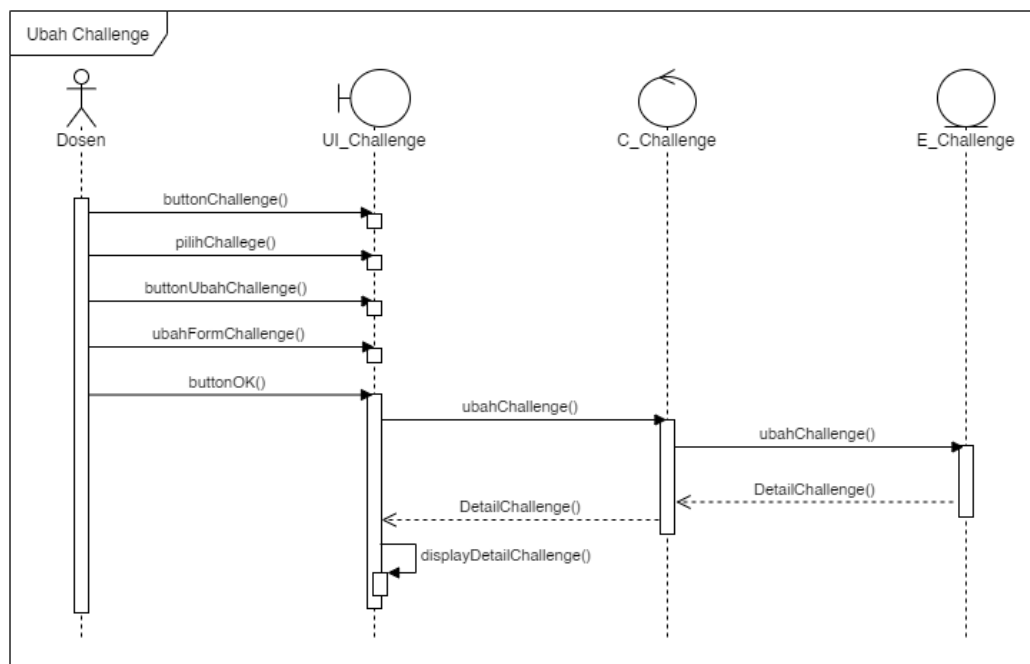 Ubah Challenge
Dosen
UI_Challenge
C_Challenge
E_Challenge
buttonChallenge()
pilihChallege()
buttonUbahChallenge()
ubahFormChallenge()
buttonOK()
ubahChallenge()
ubahChallenge()
DetailChallenge()
DetailChallenge()
displayDetailChallenge()